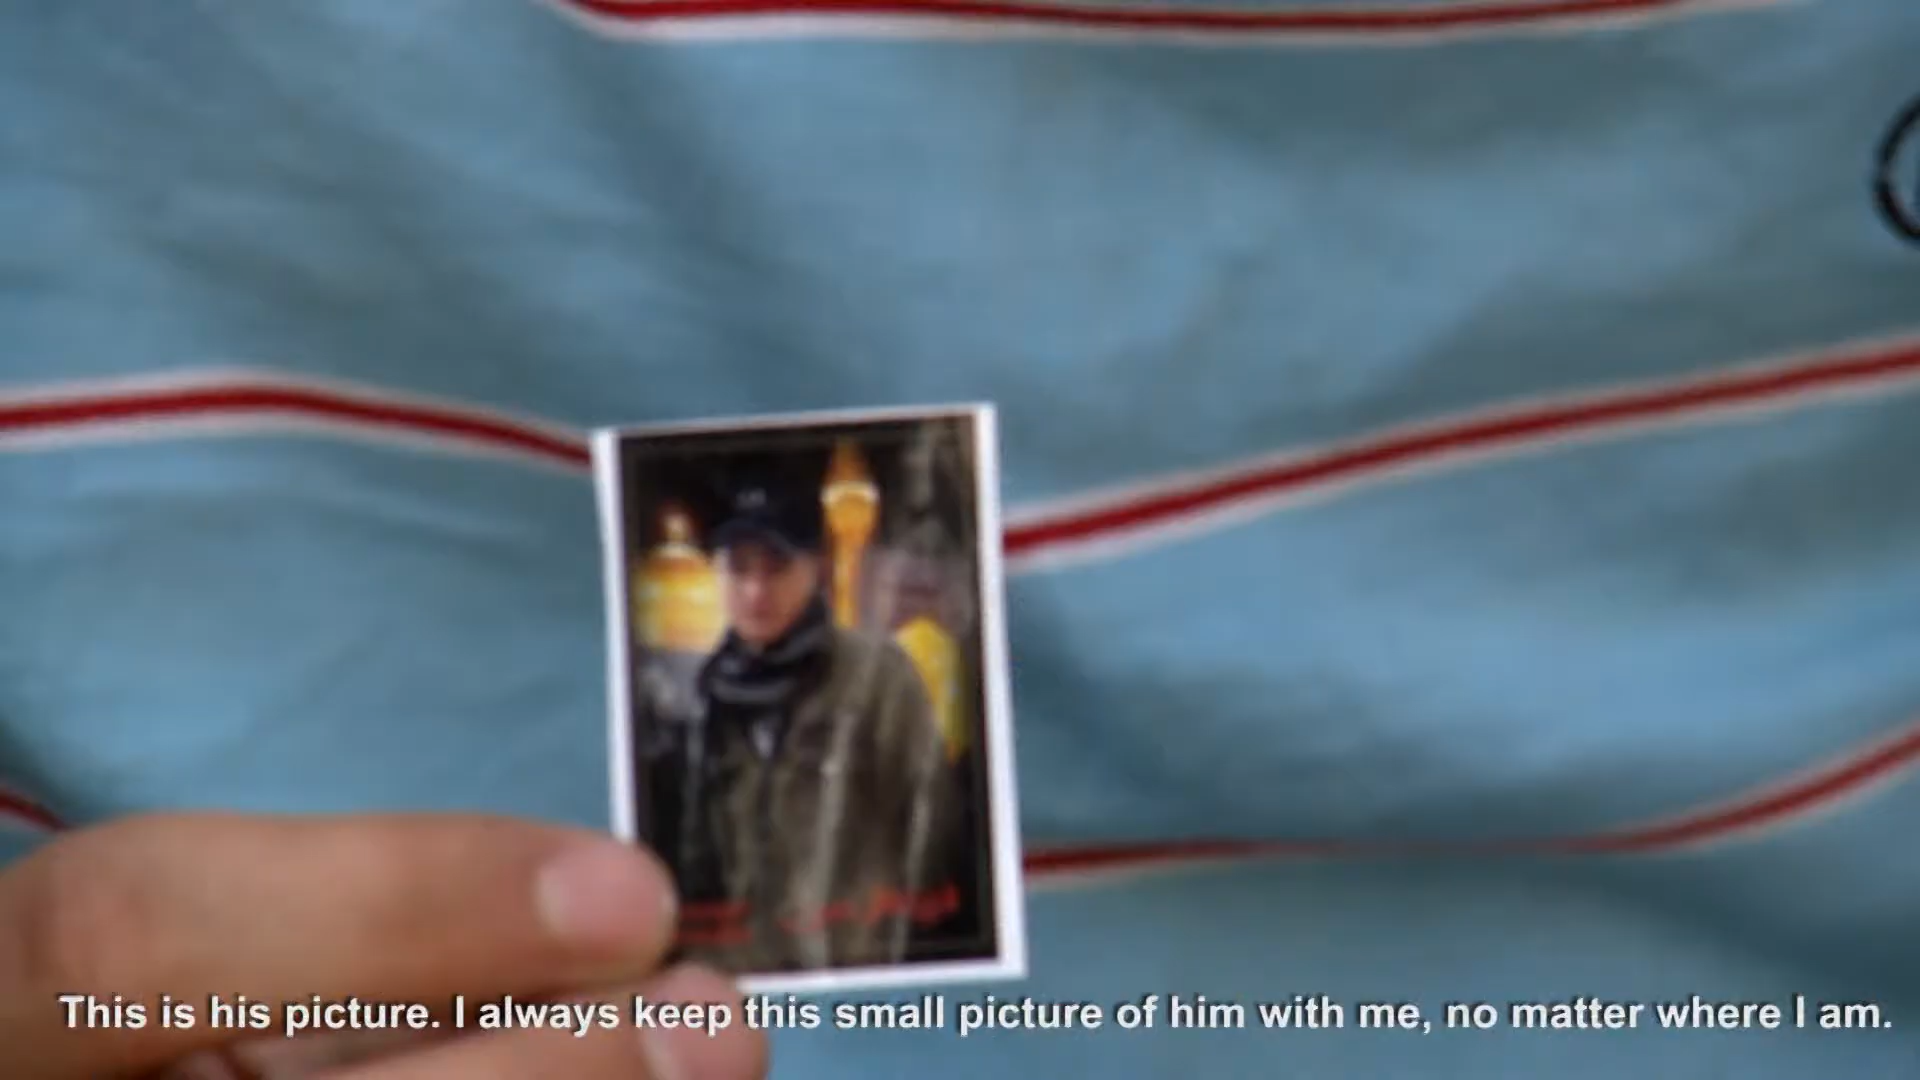 This is his picture. I always keep this small picture of him with me, no matter where I am.